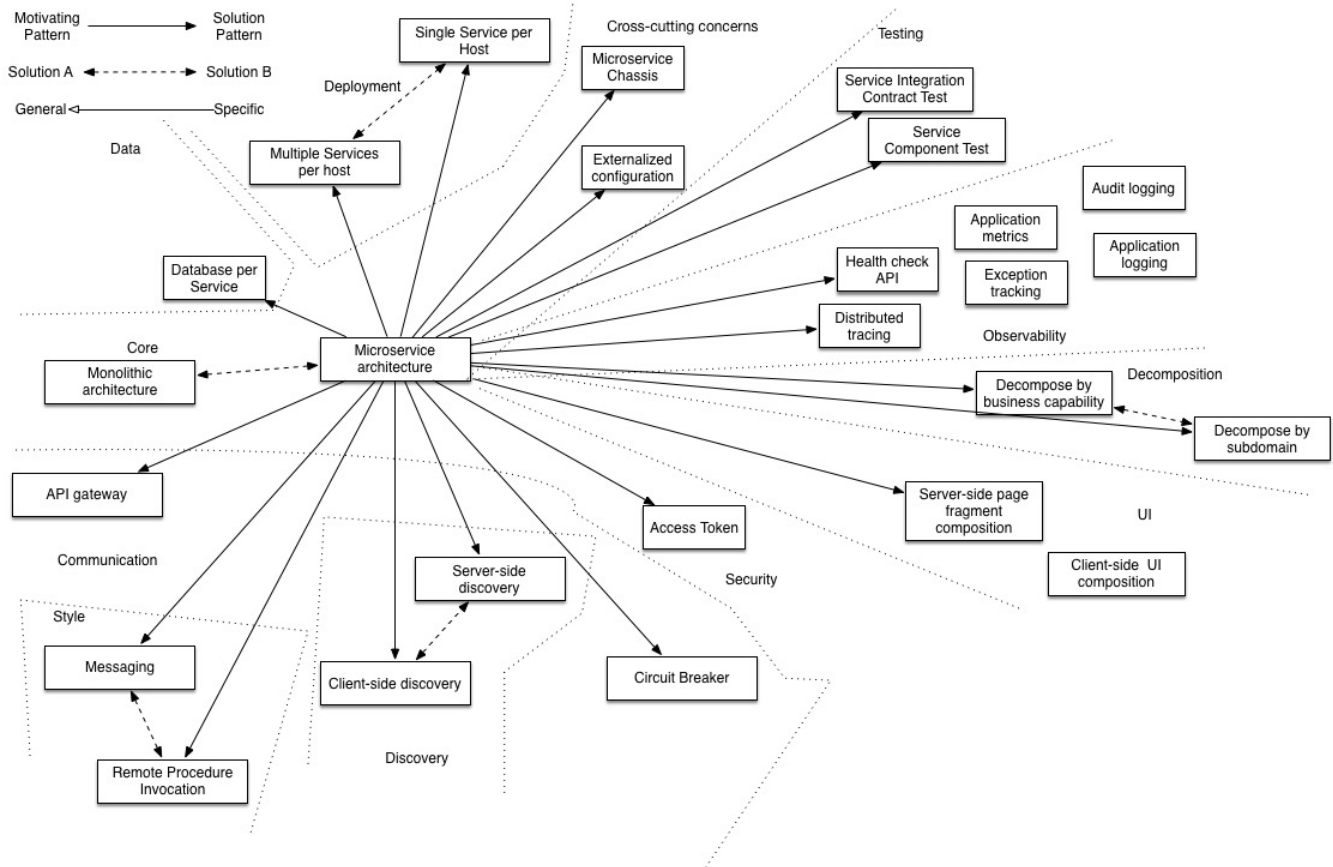 Motivating
Pattern
Solution
Pattern
Solution A
Solution B
General
Specific
Data
Deployment
Single Service per
Host
Multiple Services
per host
Cross-cutting concerns
Microservice
Chassis
Externalized
configuration
Testing
Service Integration
Contract Test
Service
Component Test
Audit logging
Application
metrics
Application
logging
Health check
API
Exception
tracking
Distributed
tracing
Observability
Database per
Service
Core
Monolithic
architecture
Microservice
architecture
Decomposition
Decompose by
business capability
Decompose by
subdomain
API gateway
Access Token
Server-side page
fragment
composition
UI
Client-side UI
composition
Communication
Server-side
discovery
Security
Style
Messaging
Client-side discovery
Circuit Breaker
Discovery
Remote Procedure
Invocation